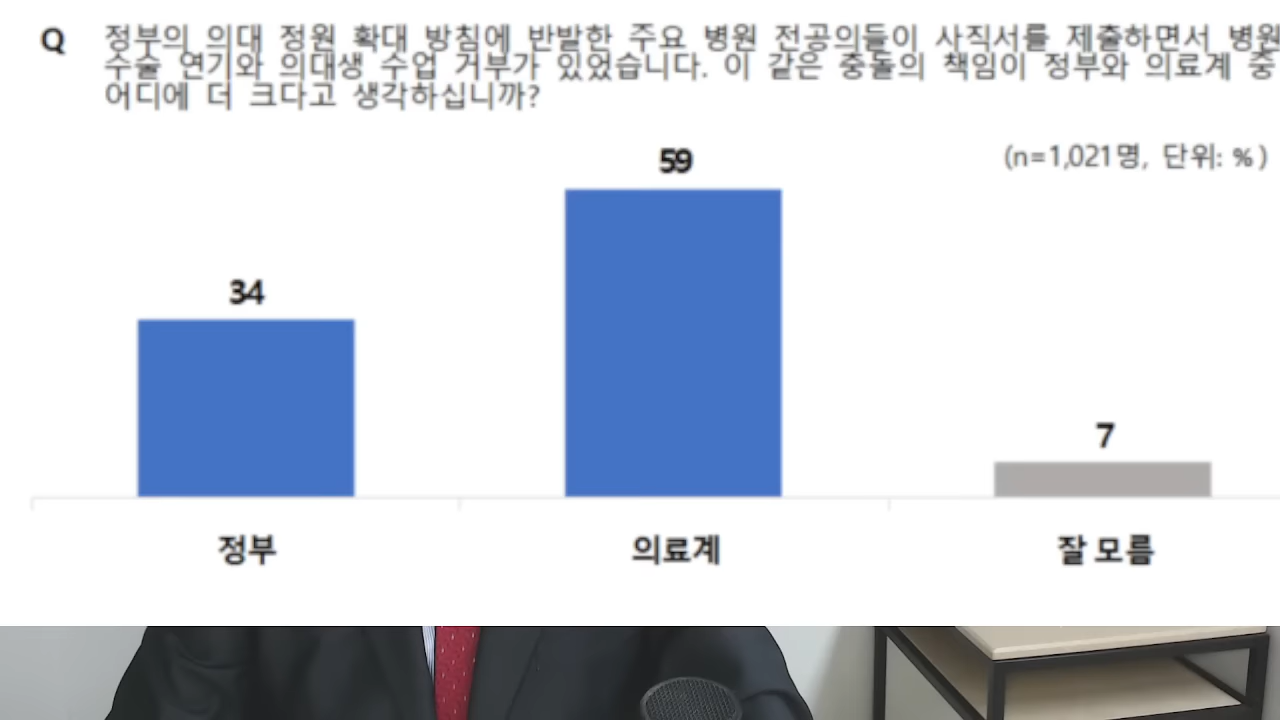 Q 정부의 의대 정원 확대 방침에 반발한 주요 병원 전공의들이 사직서를 제출하면서 병원
수술 연기와 의대생 수업 거부가 있었습니다. 이 같은 충돌의 책임이 정부와 의료계 중
어디에 더 크다고 생각하십니까?
(n=1,021명, 단위: %)
59
34
7
정부 의료계 잘 모름